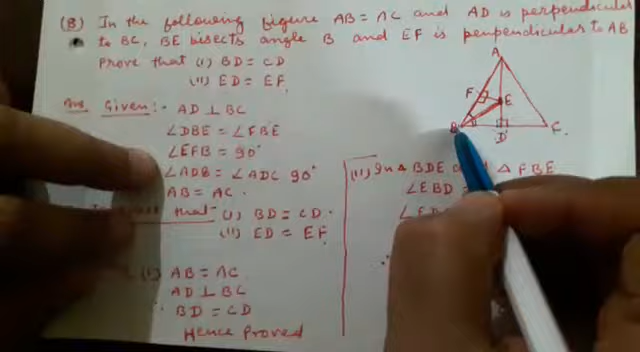 (8) In the following figure AB = AC and AD is perpendicular
to BC, BE bisects angle B and EF is perpendicular to AB
Prove that (i) BD = CD
(ii) ED = EF.
A
F
E
B
D
C
Ans Given:- AD ⊥ BC
∠DBE = ∠FBE
∠EFB = 90°
∠ADB = ∠ADC 90°
AB = AC.
that (i) BD = CD.
(ii) ED = EF.
(i) AB = AC
AD ⊥ BC
∴ BD = CD
Hence Proved
(ii) In Δ BDE Δ FBE
∠EBD =